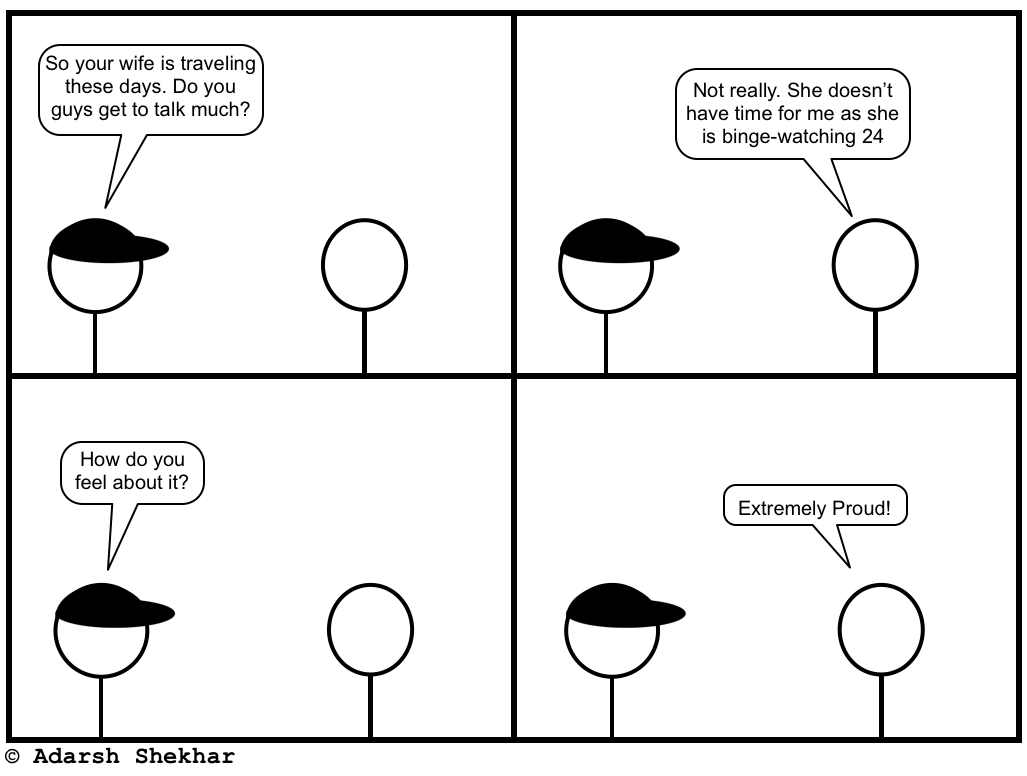 So your wife is traveling
these days. Do you
guys get to talk much?
Not really. She doesn’t
have time for me as she
is binge-watching 24
How do you
feel about it?
Extremely Proud!
© Adarsh Shekhar